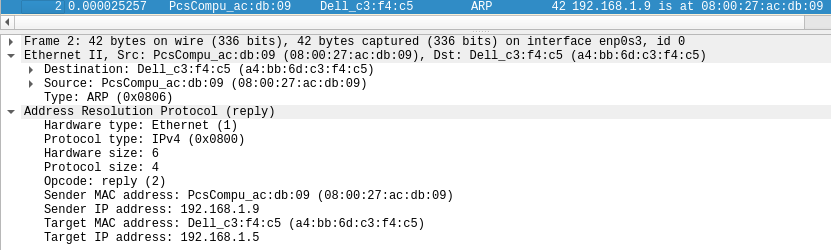 2 0.000025257 PcsCompu_ac:db:09 Dell_c3:f4:c5 ARP 42 192.168.1.9 is at 08:00:27:ac:db:09
Frame 2: 42 bytes on wire (336 bits), 42 bytes captured (336 bits) on interface enp0s3, id 0
Ethernet II, Src: PcsCompu_ac:db:09 (08:00:27:ac:db:09), Dst: Dell_c3:f4:c5 (a4:bb:6d:c3:f4:c5)
Destination: Dell_c3:f4:c5 (a4:bb:6d:c3:f4:c5)
Source: PcsCompu_ac:db:09 (08:00:27:ac:db:09)
Type: ARP (0x0806)
Address Resolution Protocol (reply)
Hardware type: Ethernet (1)
Protocol type: IPv4 (0x0800)
Hardware size: 6
Protocol size: 4
Opcode: reply (2)
Sender MAC address: PcsCompu_ac:db:09 (08:00:27:ac:db:09)
Sender IP address: 192.168.1.9
Target MAC address: Dell_c3:f4:c5 (a4:bb:6d:c3:f4:c5)
Target IP address: 192.168.1.5